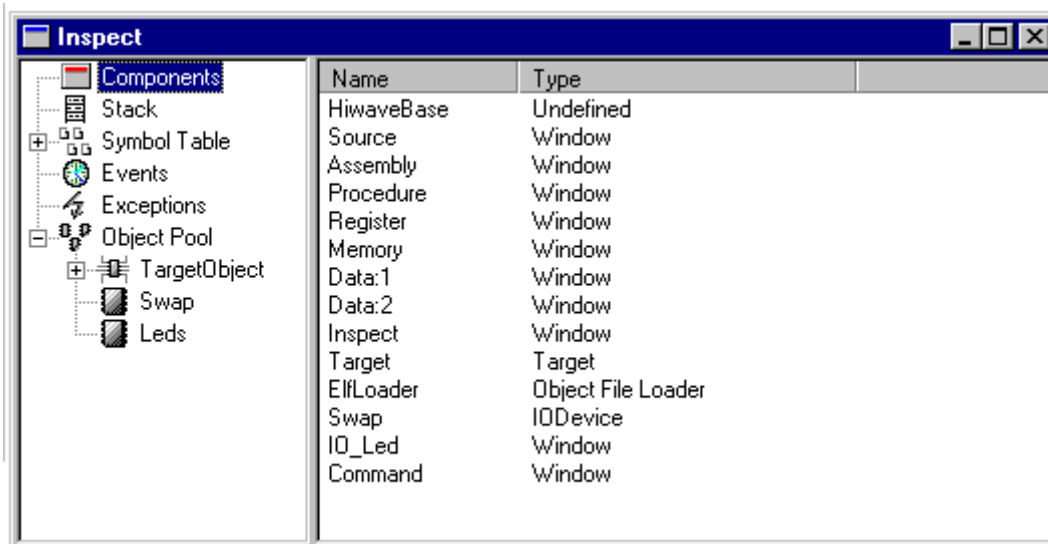 Inspect
Components
Stack
Symbol Table
Events
Exceptions
Object Pool
TargetObject
Swap
Leds
Name Type
HiwaveBase Undefined
Source Window
Assembly Window
Procedure Window
Register Window
Memory Window
Data:1 Window
Data:2 Window
Inspect Window
Target Target
ElfLoader Object File Loader
Swap IODevice
IO_Led Window
Command Window